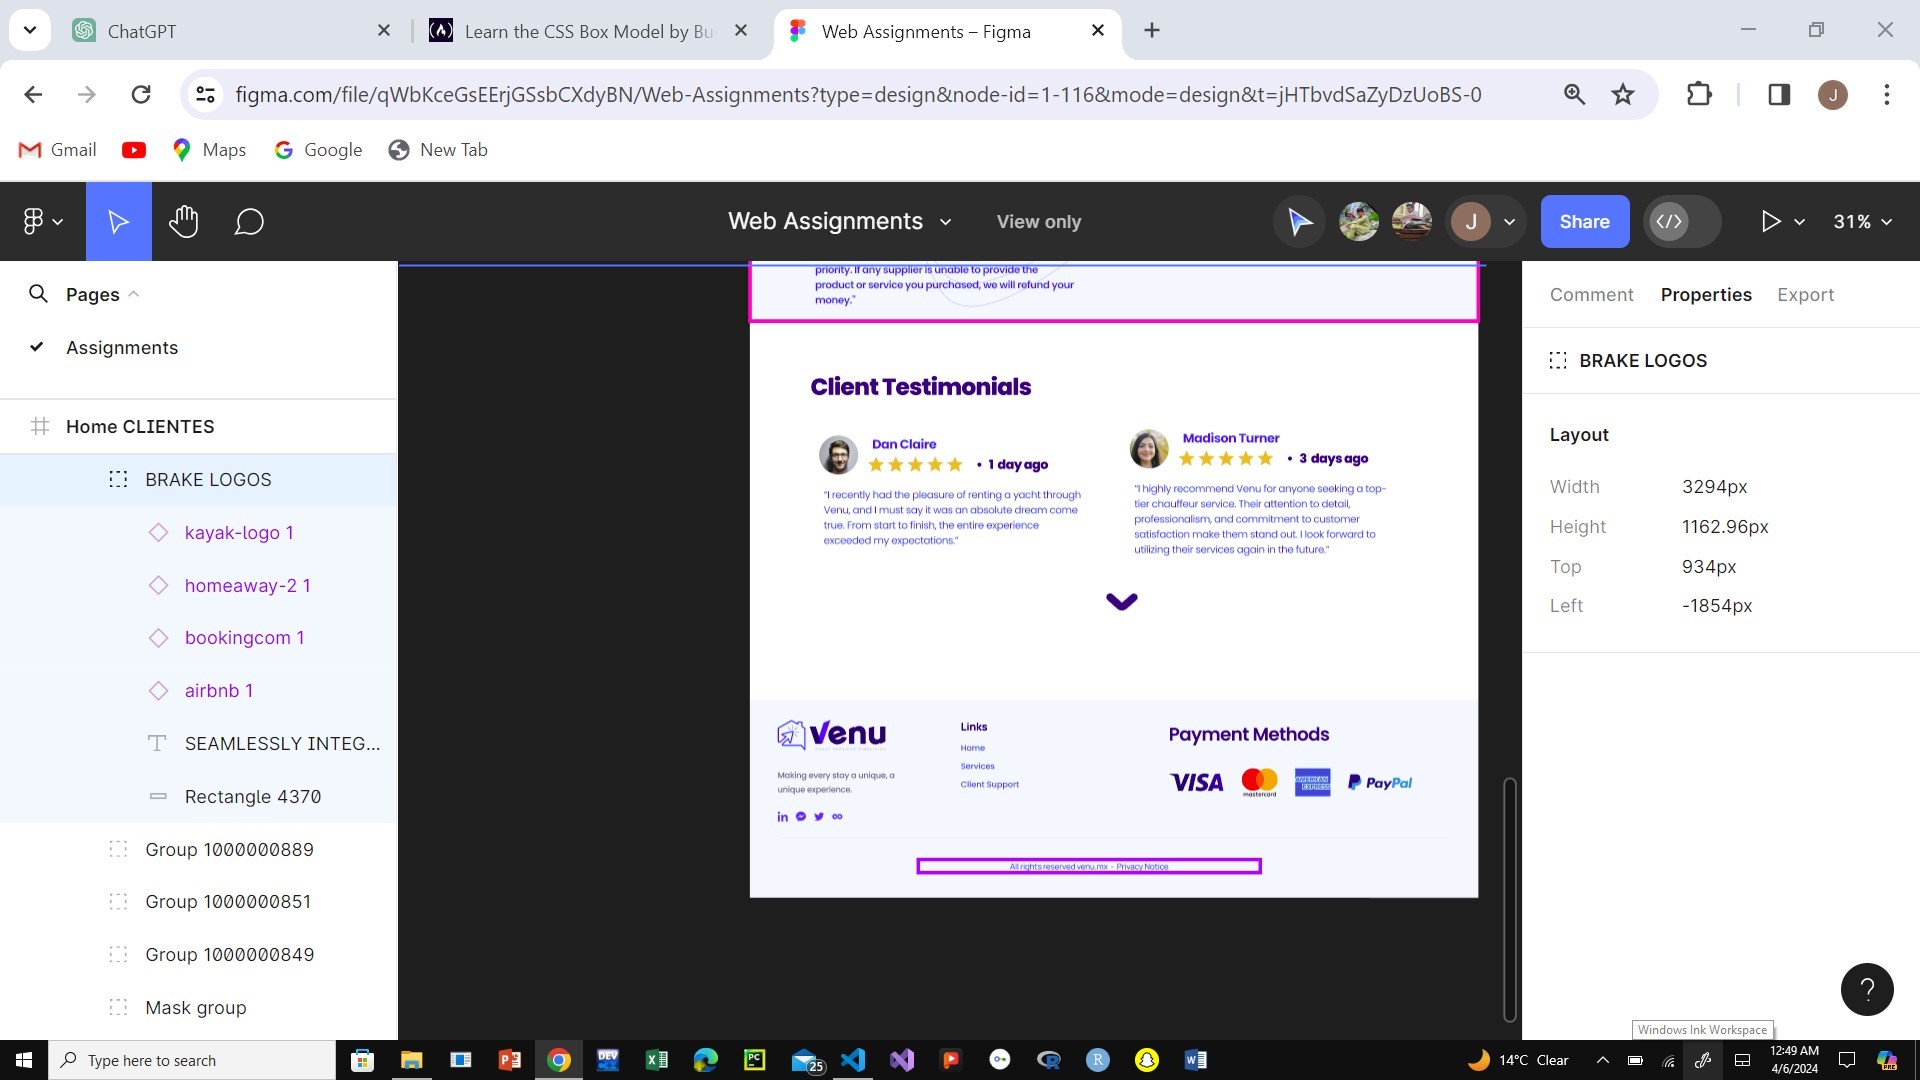 ChatGPT
Learn the CSS Box Model by Bu
Web Assignments – Figma
figma.com/file/qWbKceGsEErjGSsbCXdyBN/Web-Assignments?type=design&node-id=1-116&mode=design&t=jHTbvdSaZyDzUoBS-0
J
Gmail
Maps
Google
New Tab
Web Assignments
View only
J
Share
</>
31%
Pages
Assignments
Home CLIENTES
BRAKE LOGOS
kayak-logo 1
homeaway-2 1
bookingcom 1
airbnb 1
SEAMLESSLY INTEG...
Rectangle 4370
Group 1000000889
Group 1000000851
Group 1000000849
Mask group
priority. If any supplier is unable to provide the
product or service you purchased, we will refund your
money."
Client Testimonials
Dan Claire
• 1 day ago
"I recently had the pleasure of renting a yacht through
Venu, and I must say it was an absolute dream come
true. From start to finish, the entire experience
exceeded my expectations."
Madison Turner
• 3 days ago
"I highly recommend Venu for anyone seeking a top-
tier chauffeur service. Their attention to detail,
professionalism, and commitment to customer
satisfaction make them stand out. I look forward to
utilizing their services again in the future."
Venu
Making every stay a unique, a
unique experience.
in
Links
Home
Services
Client Support
Payment Methods
VISA
mastercard
AMERICAN
EXPRESS
PayPal
All rights reserved venu.mx - Privacy Notice
Comment
Properties
Export
BRAKE LOGOS
Layout
Width 3294px
Height 1162.96px
Top 934px
Left -1854px
?
Windows Ink Workspace
Type here to search
DEV
PC
25
R
14°C Clear
12:49 AM
4/6/2024
PRE